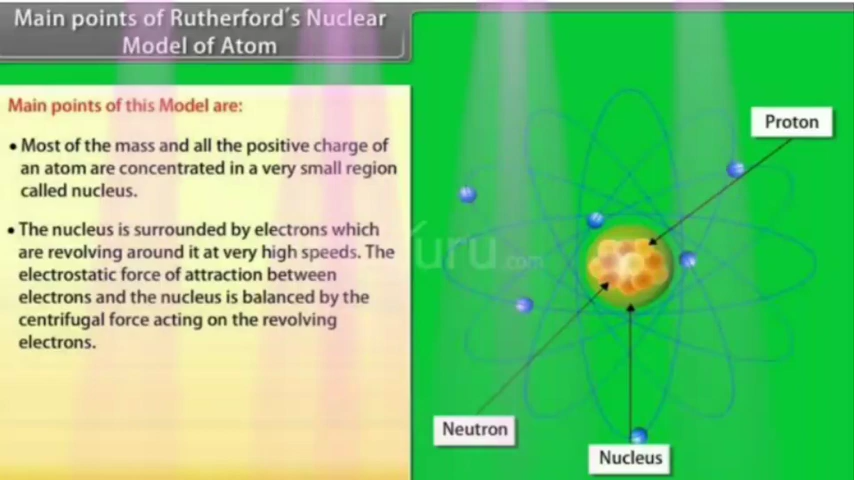 Main points of Rutherford´s Nuclear
Model of Atom
Main points of this Model are:
• Most of the mass and all the positive charge of
an atom are concentrated in a very small region
called nucleus.
• The nucleus is surrounded by electrons which
are revolving around it at very high speeds. The
electrostatic force of attraction between
electrons and the nucleus is balanced by the
centrifugal force acting on the revolving
electrons.
Proton
Neutron
Nucleus